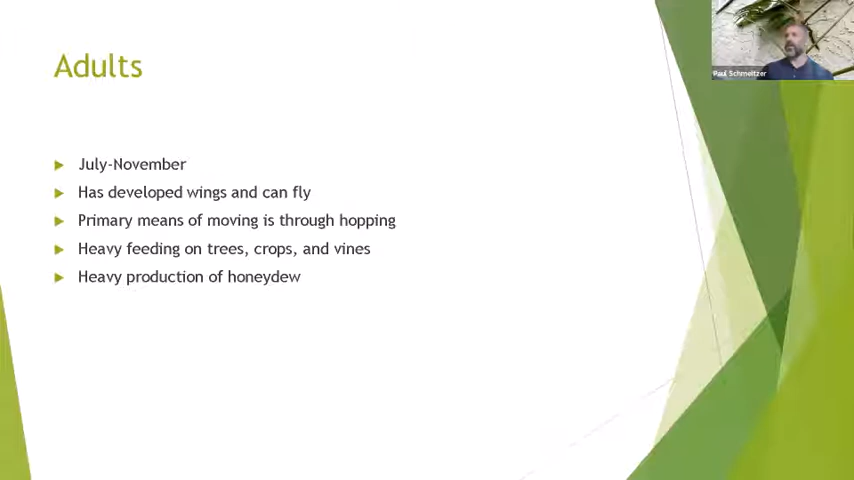 Adults
July-November
Has developed wings and can fly
Primary means of moving is through hopping
Heavy feeding on trees, crops, and vines
Heavy production of honeydew
Paul Schmeltzer